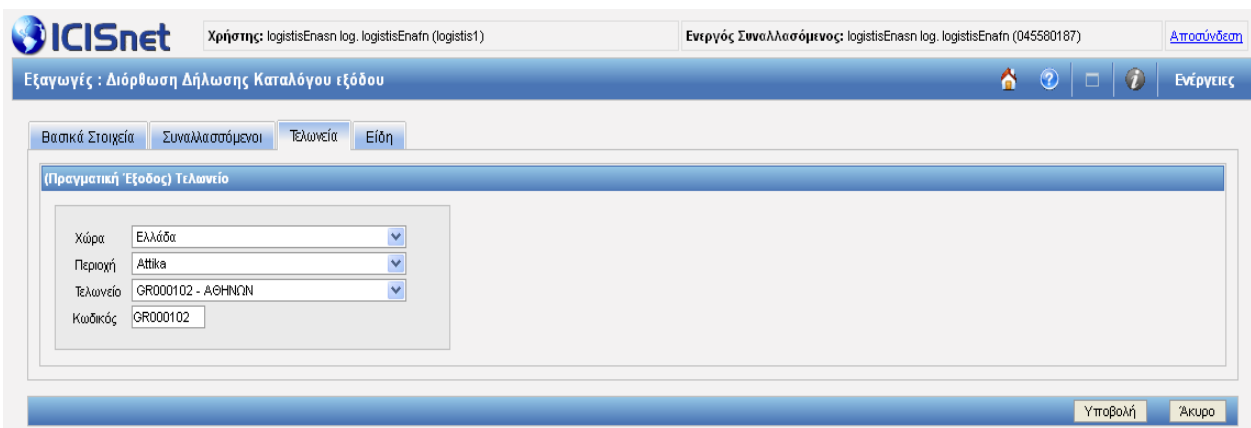 ICISnet Χρήστης: logistisEnasn log. logistisEnafn (logistis1) Ενεργός Συναλλασόμενος: logistisEnasn log. logistisEnafn (045580187) Αποσύνδεση
Εξαγωγές : Διόρθωση Δήλωσης Καταλόγου εξόδου Ενέργειες
Βασικά Στοιχεία Συναλλασσόμενοι Τελωνεία Είδη
(Πραγματική Έξοδος) Τελωνείο
Χώρα Ελλάδα
Περιοχή Attika
Τελωνείο GR000102 - ΑΘΗΝΩΝ
Κωδικός GR000102
Υποβολή Άκυρο